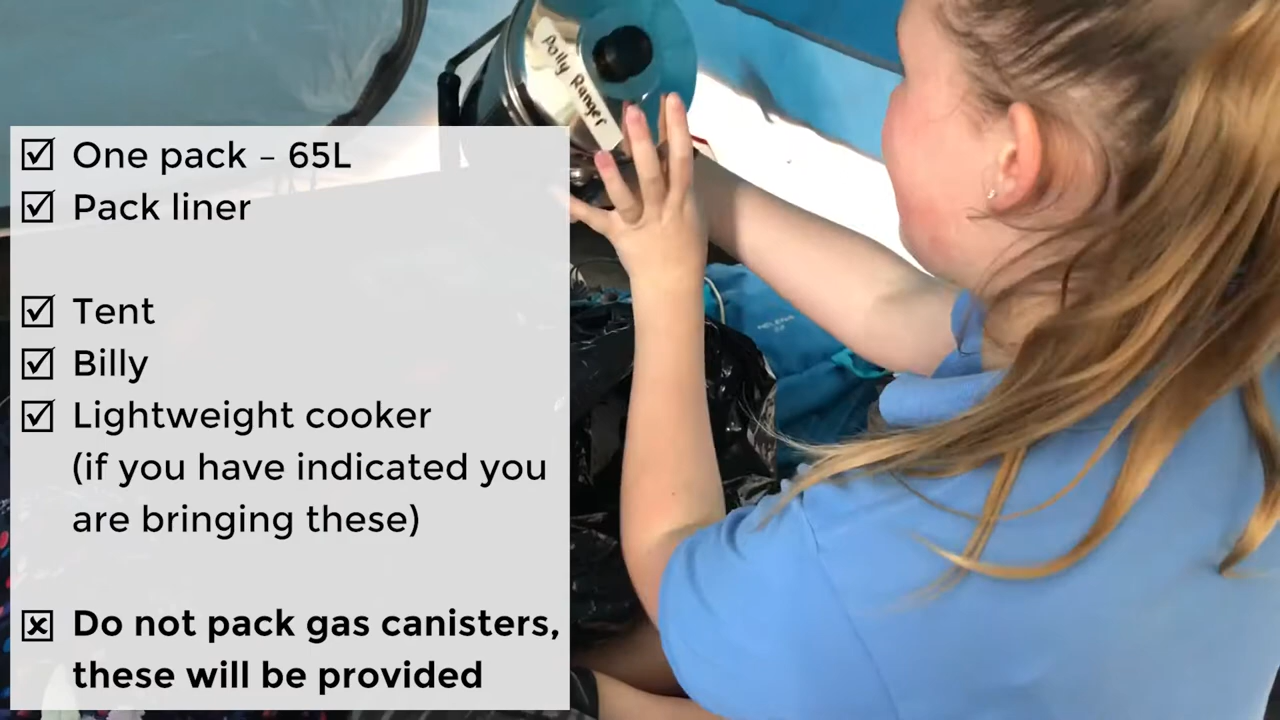 Polly Ranger
One pack – 65L
Pack liner
Tent
Billy
Lightweight cooker
(if you have indicated you
are bringing these)
Do not pack gas canisters,
these will be provided